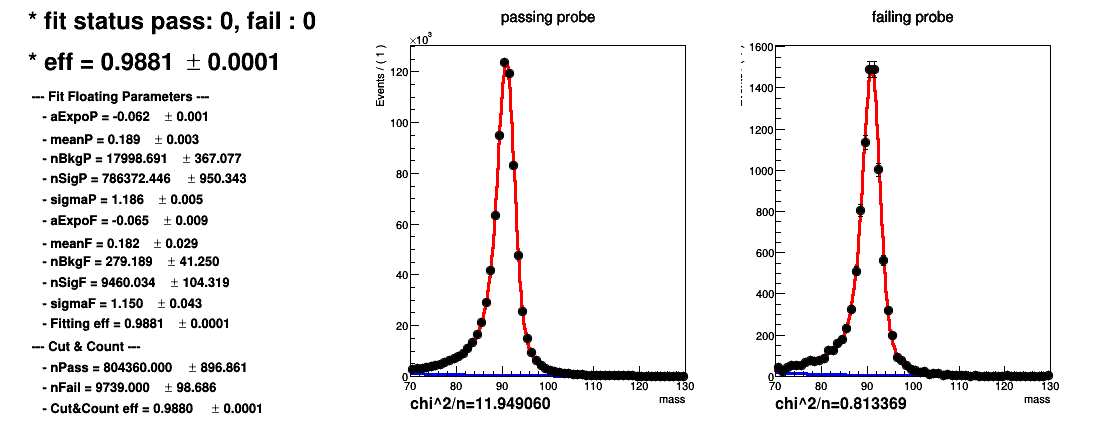 * fit status pass: 0, fail : 0
* eff = 0.9881 ± 0.0001
--- Fit Floating Parameters ---
- aExpoP = -0.062 ± 0.001
- meanP = 0.189 ± 0.003
- nBkgP = 17998.691 ± 367.077
- nSigP = 786372.446 ± 950.343
- sigmaP = 1.186 ± 0.005
- aExpoF = -0.065 ± 0.009
- meanF = 0.182 ± 0.029
- nBkgF = 279.189 ± 41.250
- nSigF = 9460.034 ± 104.319
- sigmaF = 1.150 ± 0.043
- Fitting eff = 0.9881 ± 0.0001
--- Cut & Count ---
- nPass = 804360.000 ± 896.861
- nFail = 9739.000 ± 98.686
- Cut&Count eff = 0.9880 ± 0.0001
passing probe
×10³
Events / ( 1 )
120
100
80
60
40
20
0
70 80 90 100 110 120 130
mass
chi^2/n=11.949060
failing probe
1600
1400
1200
1000
800
600
400
200
0
70 80 90 100 110 120 130
mass
chi^2/n=0.813369